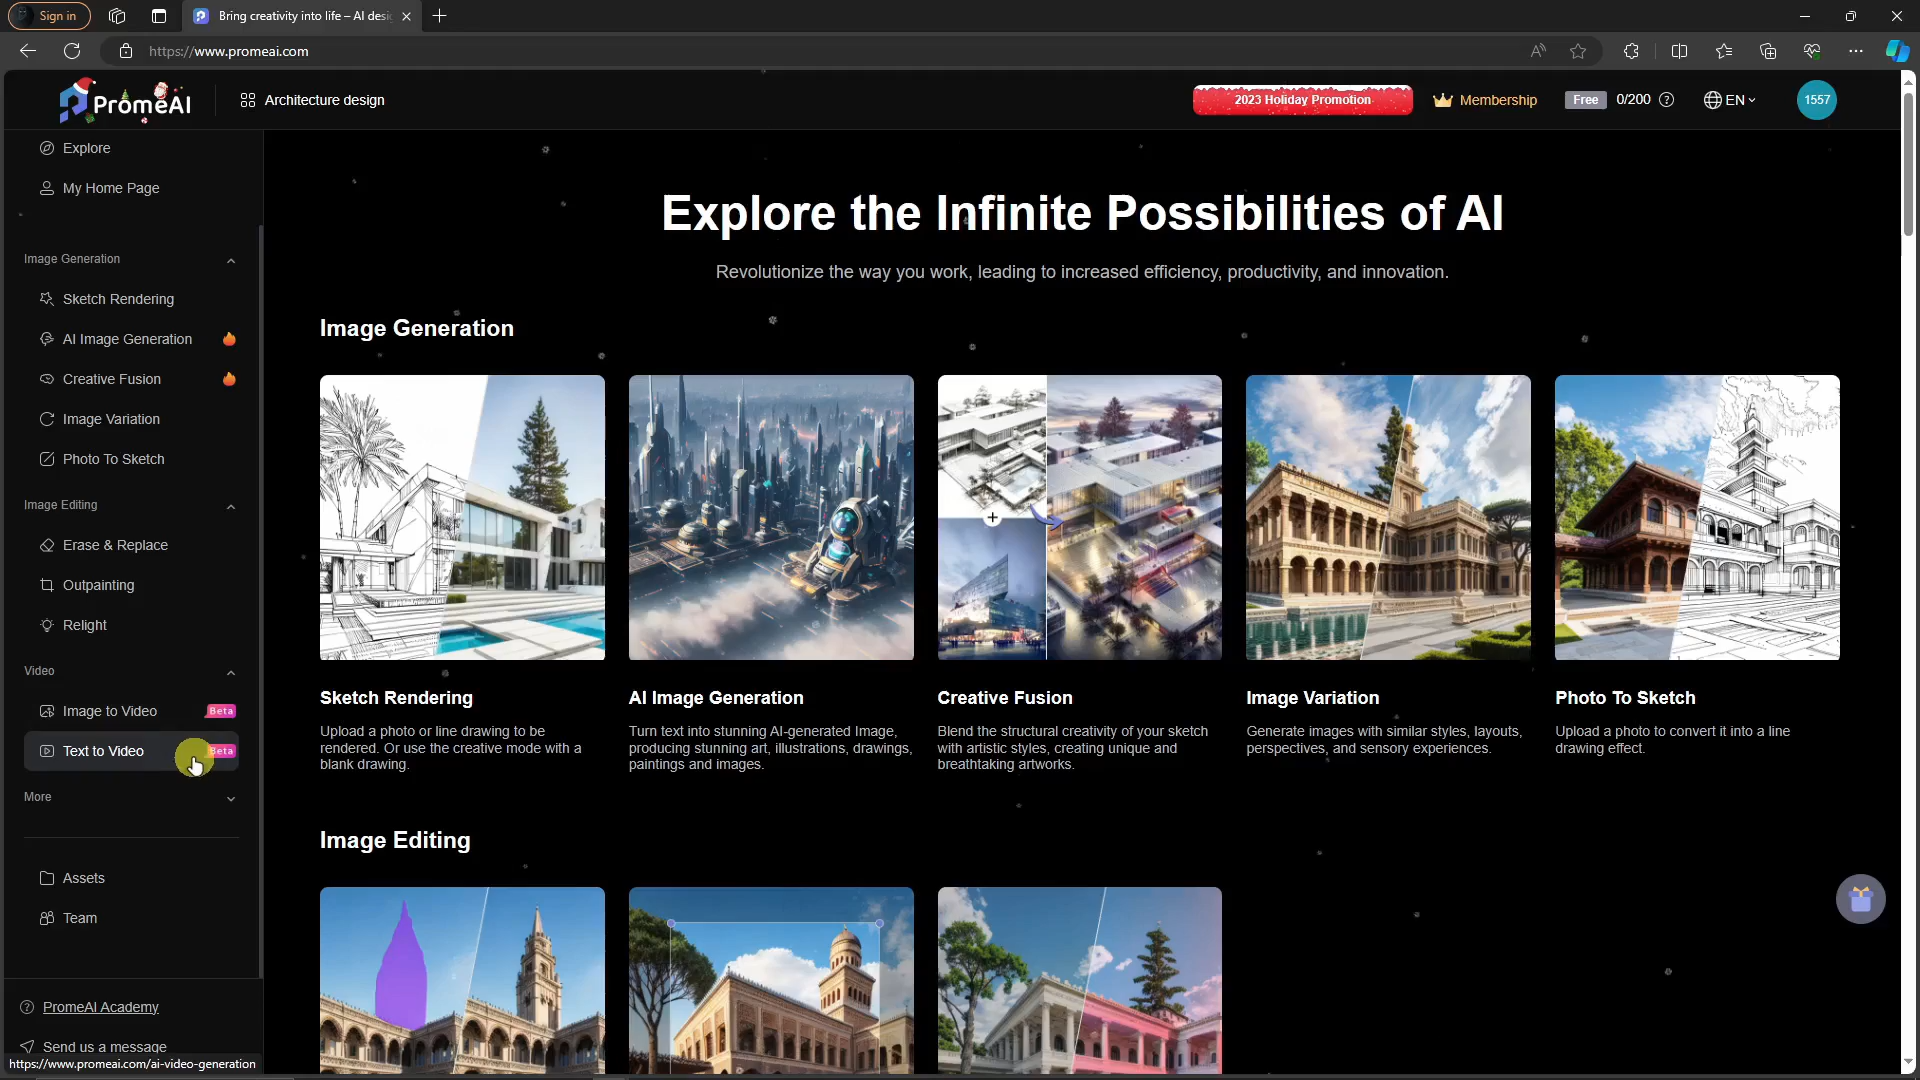 Sign in
Bring creativity into life – AI desi
https://www.promeai.com
PromeAI
Architecture design
2023 Holiday Promotion
Membership
Free
0/200
EN
1557
Explore
My Home Page
Image Generation
Sketch Rendering
AI Image Generation
Creative Fusion
Image Variation
Photo To Sketch
Image Editing
Erase & Replace
Outpainting
Relight
Video
Image to Video
Beta
Text to Video
Beta
More
Assets
Team
PromeAI Academy
Send us a message
https://www.promeai.com/ai-video-generation
Explore the Infinite Possibilities of AI
Revolutionize the way you work, leading to increased efficiency, productivity, and innovation.
Image Generation
Sketch Rendering
Upload a photo or line drawing to be
rendered. Or use the creative mode with a
blank drawing.
AI Image Generation
Turn text into stunning AI-generated Image,
producing stunning art, illustrations, drawings,
paintings and images.
Creative Fusion
Blend the structural creativity of your sketch
with artistic styles, creating unique and
breathtaking artworks.
Image Variation
Generate images with similar styles, layouts,
perspectives, and sensory experiences.
Photo To Sketch
Upload a photo to convert it into a line
drawing effect.
Image Editing